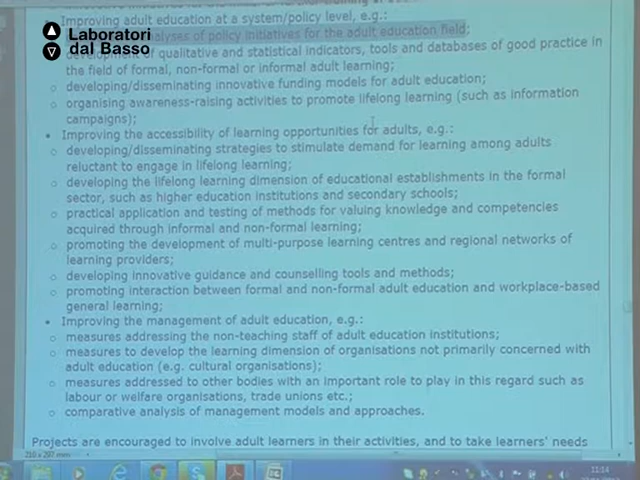 Improving adult education at a system/policy level, e.g.:
analyses of policy initiatives for the adult education field;
Laboratori
dal Basso
development of qualitative and statistical indicators, tools and databases of good practice in
the field of formal, non-formal or informal adult learning;
developing/disseminating innovative funding models for adult education;
organising awareness-raising activities to promote lifelong learning (such as information
campaigns);
• Improving the accessibility of learning opportunities for adults, e.g.:
o developing/disseminating strategies to stimulate demand for learning among adults
reluctant to engage in lifelong learning;
o developing the lifelong learning dimension of educational establishments in the formal
sector, such as higher education institutions and secondary schools;
o practical application and testing of methods for valuing knowledge and competencies
acquired through informal and non-formal learning;
o promoting the development of multi-purpose learning centres and regional networks of
learning providers;
o developing innovative guidance and counselling tools and methods;
o promoting interaction between formal and non-formal adult education and workplace-based
general learning;
• Improving the management of adult education, e.g.:
o measures addressing the non-teaching staff of adult education institutions;
o measures to develop the learning dimension of organisations not primarily concerned with
adult education (e.g. cultural organisations);
o measures addressed to other bodies with an important role to play in this regard such as
labour or welfare organisations, trade unions etc.;
o comparative analysis of management models and approaches.
Projects are encouraged to involve adult learners in their activities, and to take learners' needs
210 x 297 mm
11:14